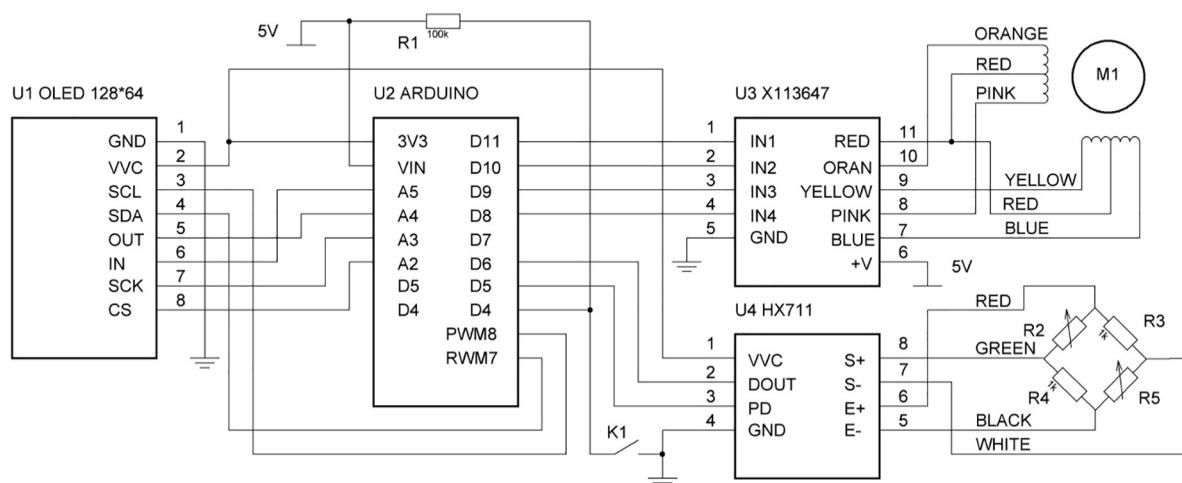 5V
R1
100k
ORANGE
RED
PINK
M1
U1 OLED 128*64
U2 ARDUINO
U3 X113647
GND 1
VVC 2
SCL 3
SDA 4
OUT 5
IN 6
SCK 7
CS 8
3V3 D11
VIN D10
A5 D9
A4 D8
A3 D7
A2 D6
D5 D5
D4 D4
PWM8
RWM7
1 IN1 RED 11
2 IN2 ORAN 10
3 IN3 YELLOW 9
4 IN4 PINK 8
5 GND BLUE 7
+V 6
YELLOW
RED
BLUE
5V
U4 HX711
1 VVC S+ 8
2 DOUT S- 7
3 PD E+ 6
4 GND E- 5
RED
GREEN
BLACK
WHITE
R2
R3
1k
R4
1k
R5
K1